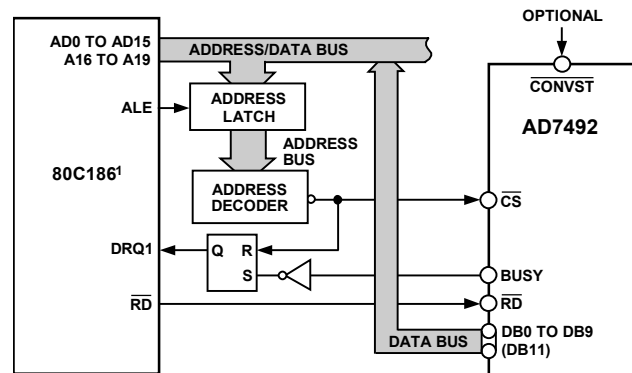 OPTIONAL
AD0 TO AD15
A16 TO A19
ADDRESS/DATA BUS
CONVST
ALE
ADDRESS
LATCH
AD7492
ADDRESS
BUS
80C186¹
ADDRESS
DECODER
CS
DRQ1
Q R
S
BUSY
RD
RD
DB0 TO DB9
(DB11)
DATA BUS